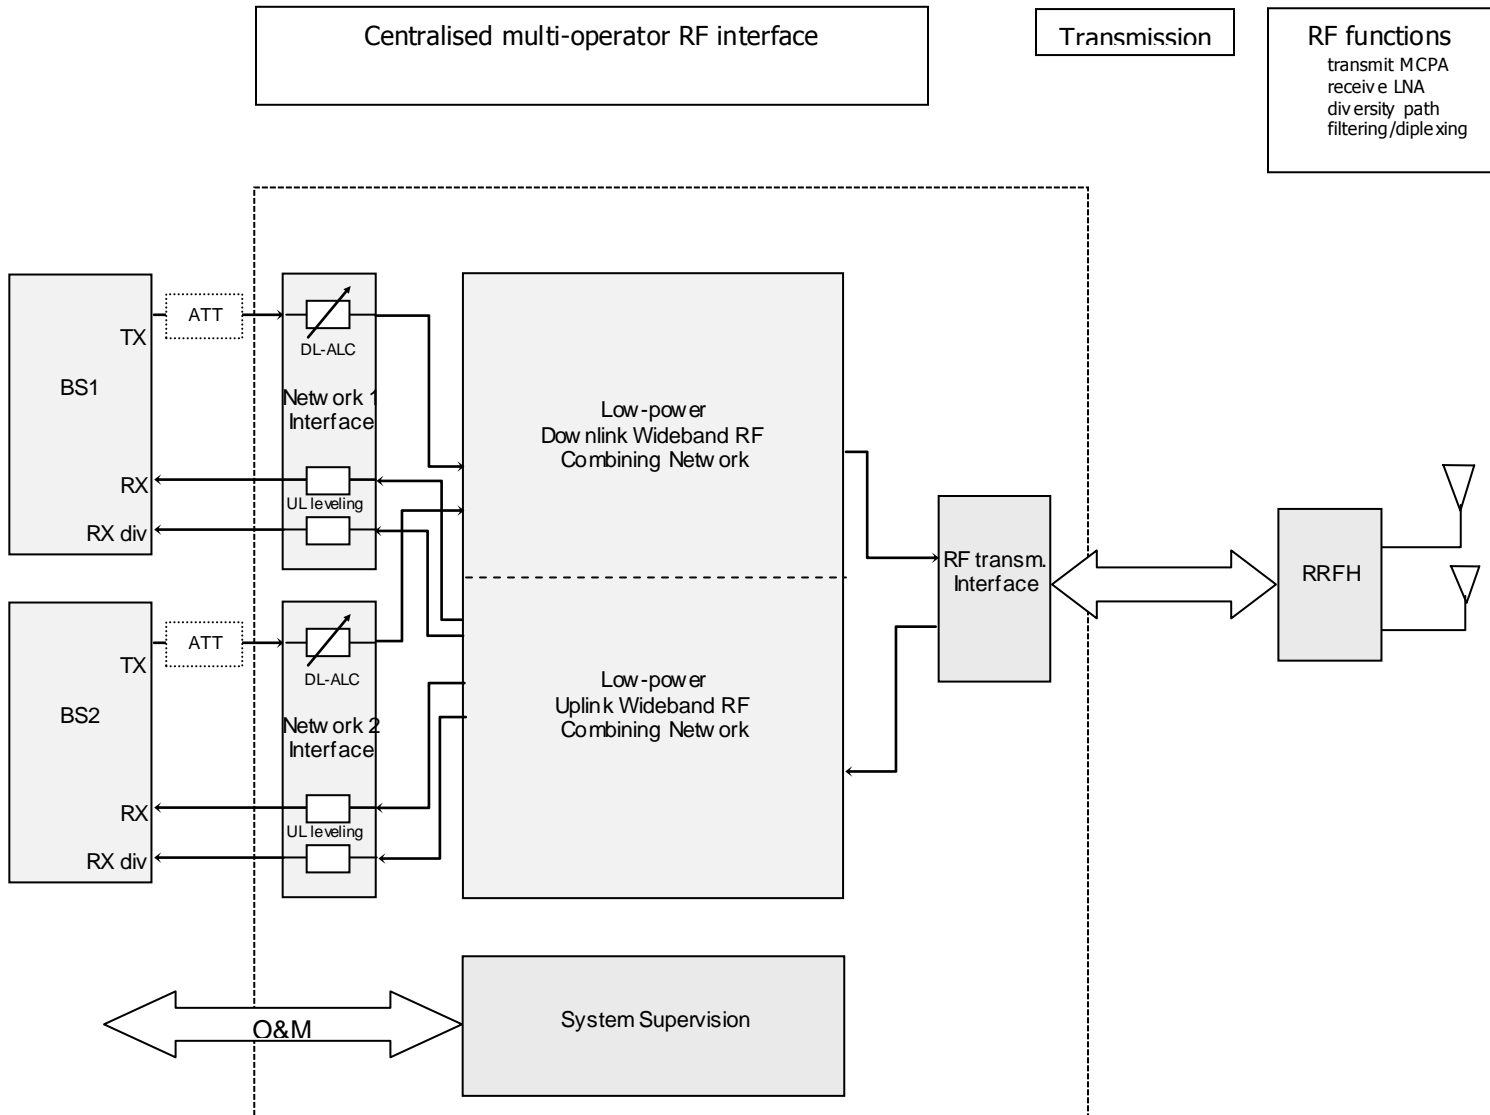 Centralised multi-operator RF interface
Transmission
RF functions
transmit MCPA
receive LNA
diversity path
filtering/diplexing
BS1
TX
RX
RX div
ATT
DL-ALC
Network 1
Interface
UL leveling
Low-power
Downlink Wideband RF
Combining Network
RF transm.
Interface
RRFH
BS2
TX
RX
RX div
ATT
DL-ALC
Network 2
Interface
UL leveling
Low-power
Uplink Wideband RF
Combining Network
O&M
System Supervision